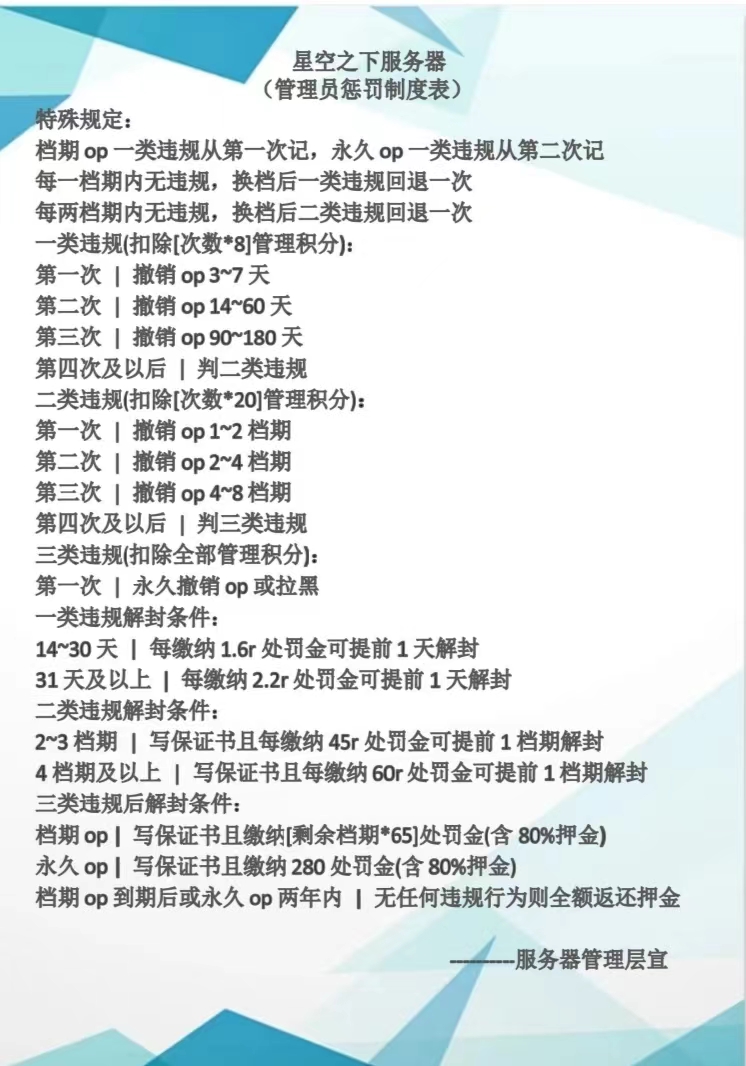 星空之下服务器
（管理员惩罚制度表）
特殊规定：
档期 op 一类违规从第一次记，永久 op 一类违规从第二次记
每一档期内无违规，换档后一类违规回退一次
每两档期内无违规，换档后二类违规回退一次
一类违规(扣除[次数*8]管理积分)：
第一次 | 撤销 op 3~7 天
第二次 | 撤销 op 14~60 天
第三次 | 撤销 op 90~180 天
第四次及以后 | 判二类违规
二类违规(扣除[次数*20]管理积分)：
第一次 | 撤销 op 1~2 档期
第二次 | 撤销 op 2~4 档期
第三次 | 撤销 op 4~8 档期
第四次及以后 | 判三类违规
三类违规(扣除全部管理积分)：
第一次 | 永久撤销 op 或拉黑
一类违规解封条件：
14~30 天 | 每缴纳 1.6r 处罚金可提前 1 天解封
31 天及以上 | 每缴纳 2.2r 处罚金可提前 1 天解封
二类违规解封条件：
2~3 档期 | 写保证书且每缴纳 45r 处罚金可提前 1 档期解封
4 档期及以上 | 写保证书且每缴纳 60r 处罚金可提前 1 档期解封
三类违规后解封条件：
档期 op | 写保证书且缴纳[剩余档期*65]处罚金(含 80%押金)
永久 op | 写保证书且缴纳 280 处罚金(含 80%押金)
档期 op 到期后或永久 op 两年内 | 无任何违规行为则全额返还押金
----------服务器管理层宣